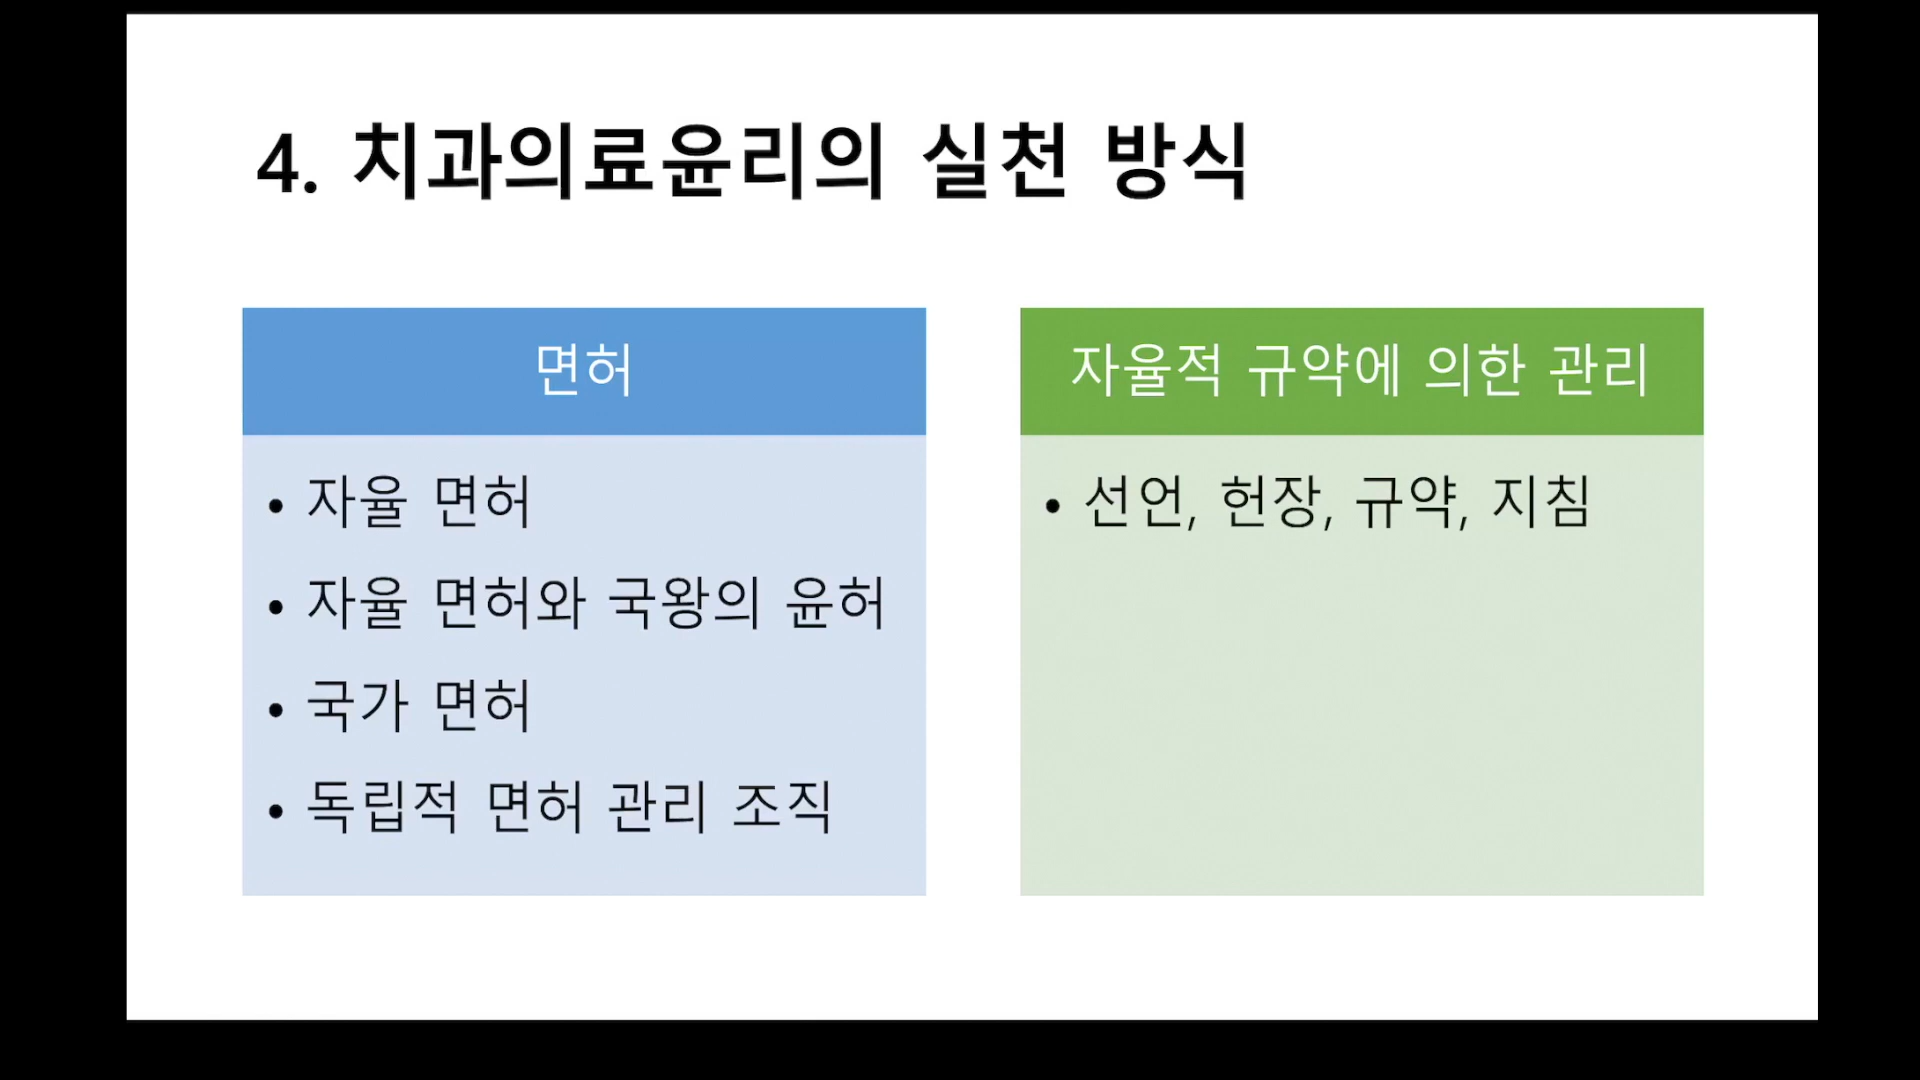 4. 치과의료윤리의 실천 방식
면허
• 자율 면허
• 자율 면허와 국왕의 윤허
• 국가 면허
• 독립적 면허 관리 조직
자율적 규약에 의한 관리
• 선언, 헌장, 규약, 지침